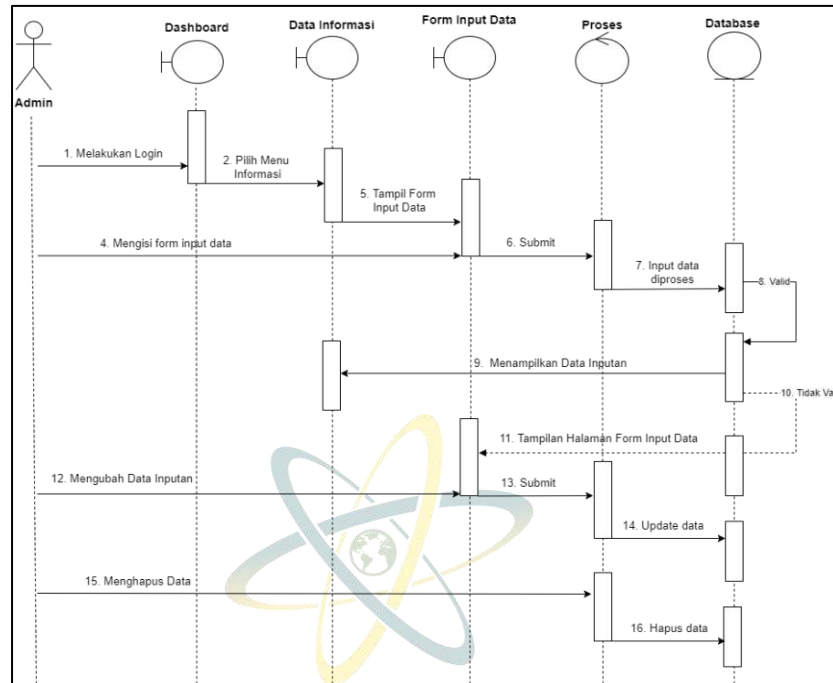 Dashboard
Data Informasi
Form Input Data
Proses
Database
Admin
1. Melakukan Login
2. Pilih Menu
Informasi
5. Tampil Form
Input Data
4. Mengisi form input data
6. Submit
7. Input data
diproses
8. Valid
9. Menampilkan Data Inputan
10. Tidak Va
11. Tampilan Halaman Form Input Data
12. Mengubah Data Inputan
13. Submit
14. Update data
15. Menghapus Data
16. Hapus data